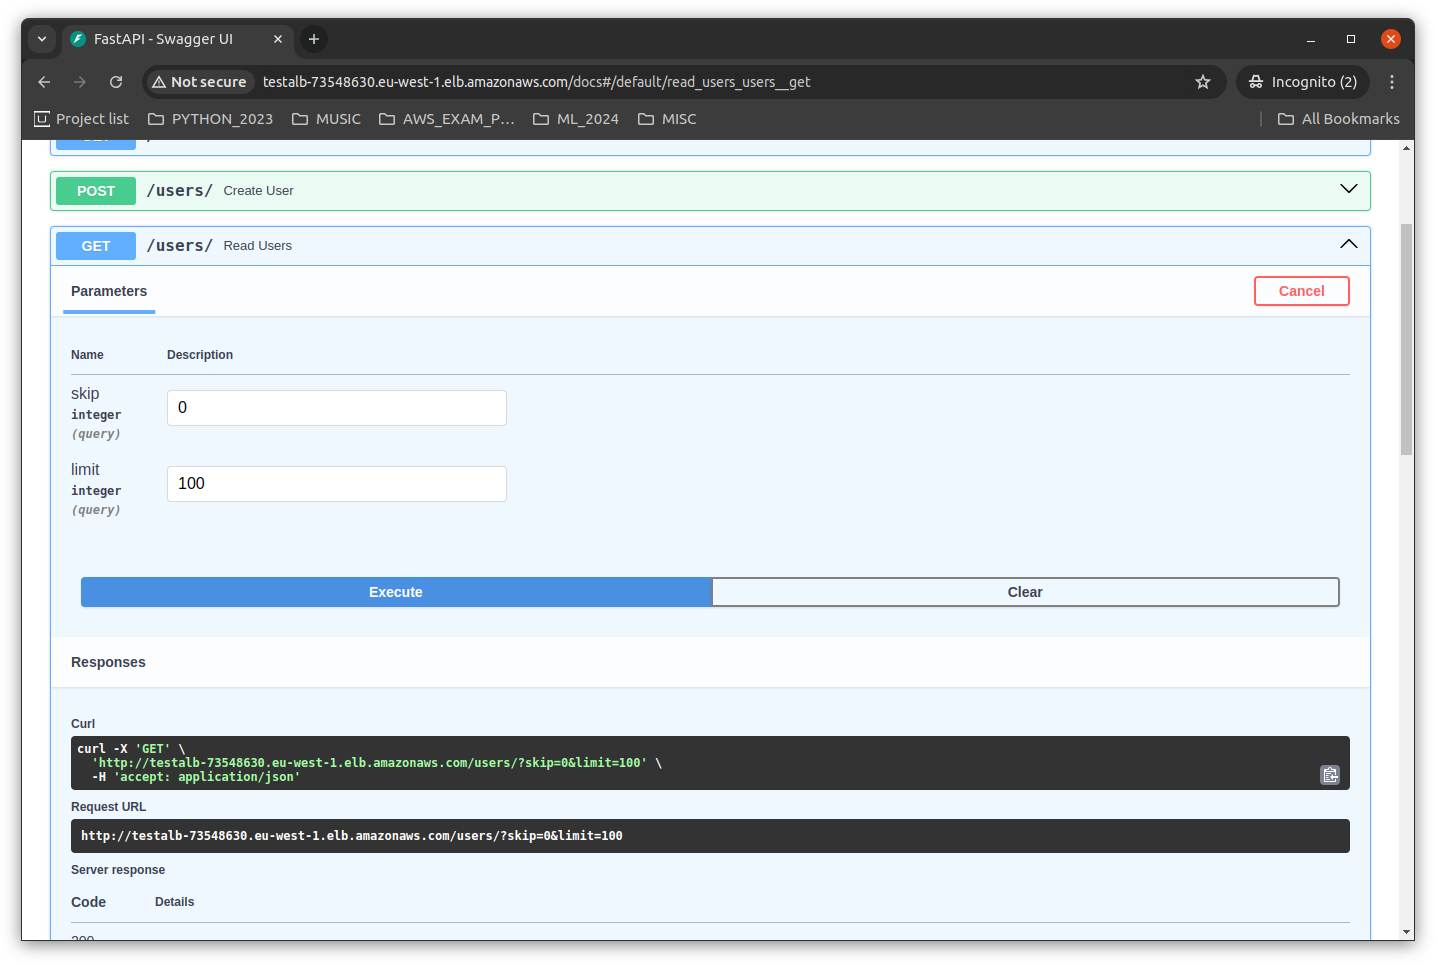 FastAPI - Swagger UI
Not secure testalb-73548630.eu-west-1.elb.amazonaws.com/docs#/default/read_users_users__get Incognito (2)
Project list PYTHON_2023 MUSIC AWS_EXAM_P... ML_2024 MISC All Bookmarks
POST /users/ Create User
GET /users/ Read Users
Parameters Cancel
Name Description
skip
integer
(query)
0
limit
integer
(query)
100
Execute Clear
Responses
Curl
curl -X 'GET' \
'http://testalb-73548630.eu-west-1.elb.amazonaws.com/users/?skip=0&limit=100' \
-H 'accept: application/json'
Request URL
http://testalb-73548630.eu-west-1.elb.amazonaws.com/users/?skip=0&limit=100
Server response
Code Details